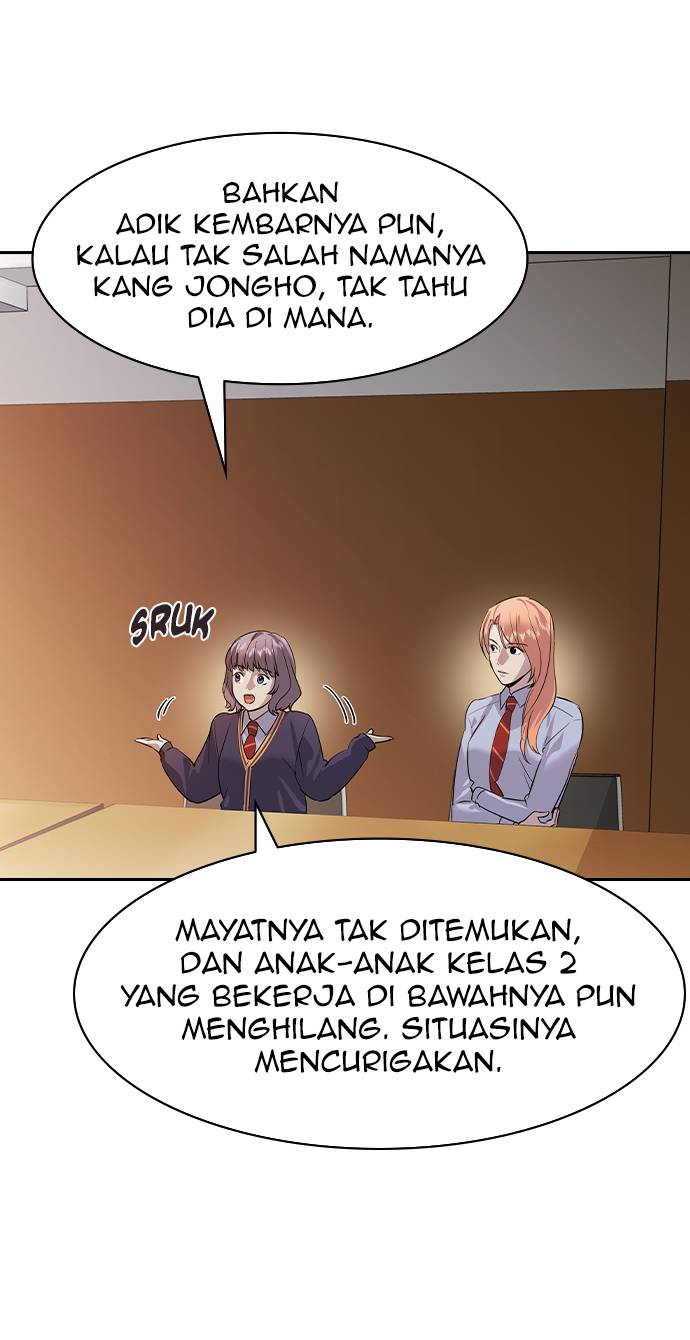 BAHKAN
ADIK KEMBARNYA PUN,
KALAU TAK SALAH NAMANYA
KANG JONGHO, TAK TAHU
DIA DI MANA.
SRUK
MAYATNYA TAK DITEMUKAN,
DAN ANAK-ANAK KELAS 2
YANG BEKERJA DI BAWAHNYA PUN
MENGHILANG. SITUASINYA
MENCURIGAKAN.